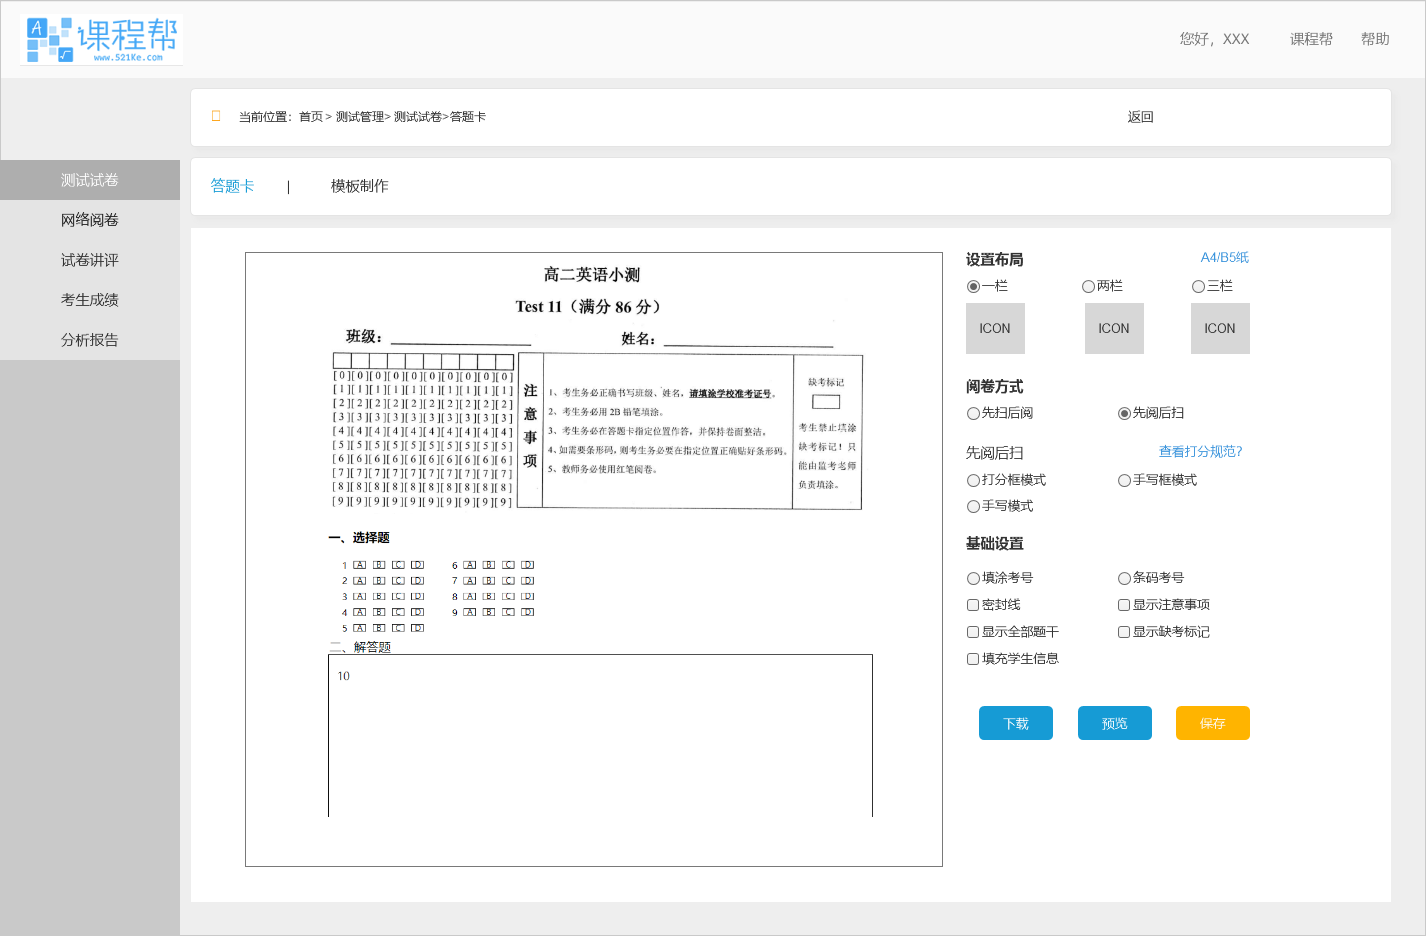 A
√
课程帮
www.521Ke.com
您好，XXX 课程帮 帮助
当前位置：首页 > 测试管理> 测试试卷>答题卡 返回
测试试卷
网络阅卷
试卷讲评
考生成绩
分析报告
答题卡 | 模板制作
高二英语小测
Test 11（满分 86 分）
班级：
姓名：
[0][0][0][0][0][0][0][0][0][0]
[1][1][1][1][1][1][1][1][1][1]
[2][2][2][2][2][2][2][2][2][2]
[3][3][3][3][3][3][3][3][3][3]
[4][4][4][4][4][4][4][4][4][4]
[5][5][5][5][5][5][5][5][5][5]
[6][6][6][6][6][6][6][6][6][6]
[7][7][7][7][7][7][7][7][7][7]
[8][8][8][8][8][8][8][8][8][8]
[9][9][9][9][9][9][9][9][9][9]
注
意
事
项
1、考生务必正确书写班级、姓名，请填涂学校准考证号。
2、考生务必用 2B 铅笔填涂。
3、考生务必在答题卡指定位置作答，并保持卷面整洁。
4、如需要条形码，则考生务必要在指定位置正确贴好条形码。
5、教师务必使用红笔阅卷。
缺考标记
考生禁止填涂
缺考标记！只
能由监考老师
负责填涂。
一、选择题
1 A B C D 6 A B C D
2 A B C D 7 A B C D
3 A B C D 8 A B C D
4 A B C D 9 A B C D
5 A B C D
二、解答题
10
设置布局 A4/B5纸
一栏 两栏 三栏
ICON ICON ICON
阅卷方式
先扫后阅 先阅后扫
先阅后扫 查看打分规范?
打分框模式 手写框模式
手写模式
基础设置
填涂考号 条码考号
密封线 显示注意事项
显示全部题干 显示缺考标记
填充学生信息
下载 预览 保存